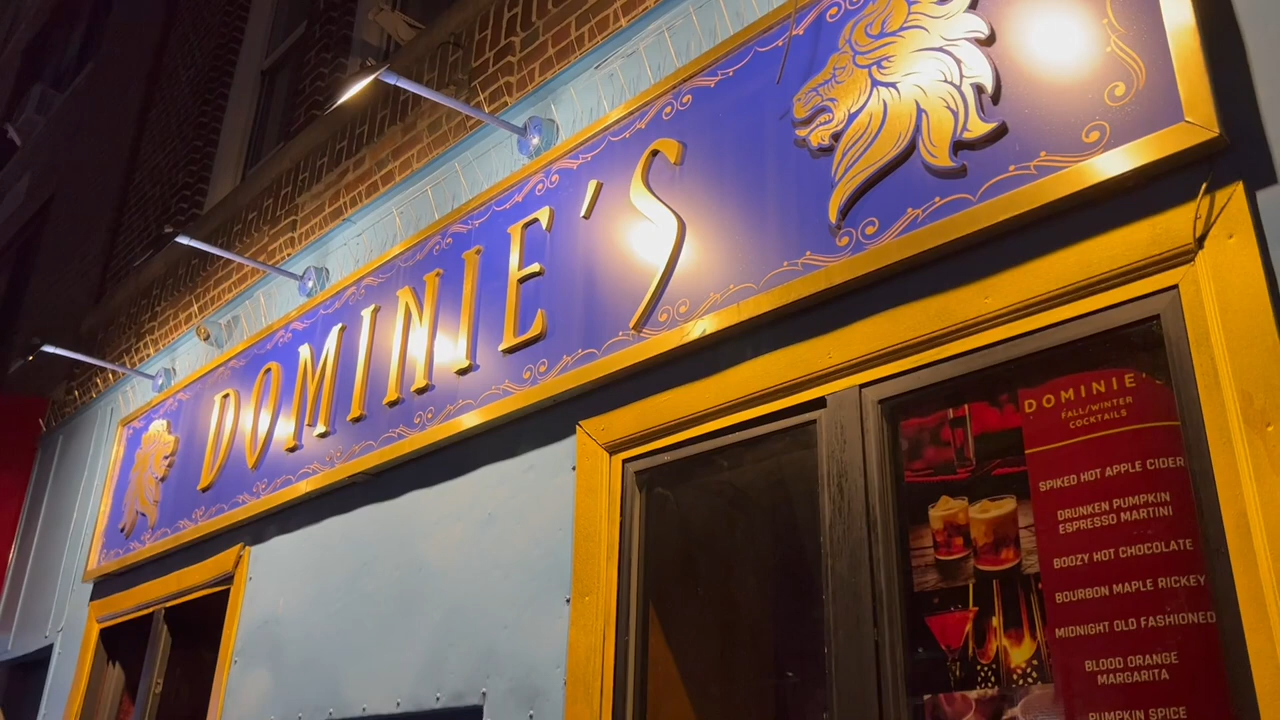 DOMINIE'S
DOMINIE'S
FALL/WINTER
COCKTAILS
SPIKED HOT APPLE CIDER
DRUNKEN PUMPKIN
ESPRESSO MARTINI
BOOZY HOT CHOCOLATE
BOURBON MAPLE RICKEY
MIDNIGHT OLD FASHIONED
BLOOD ORANGE
MARGARITA
PUMPKIN SPICE